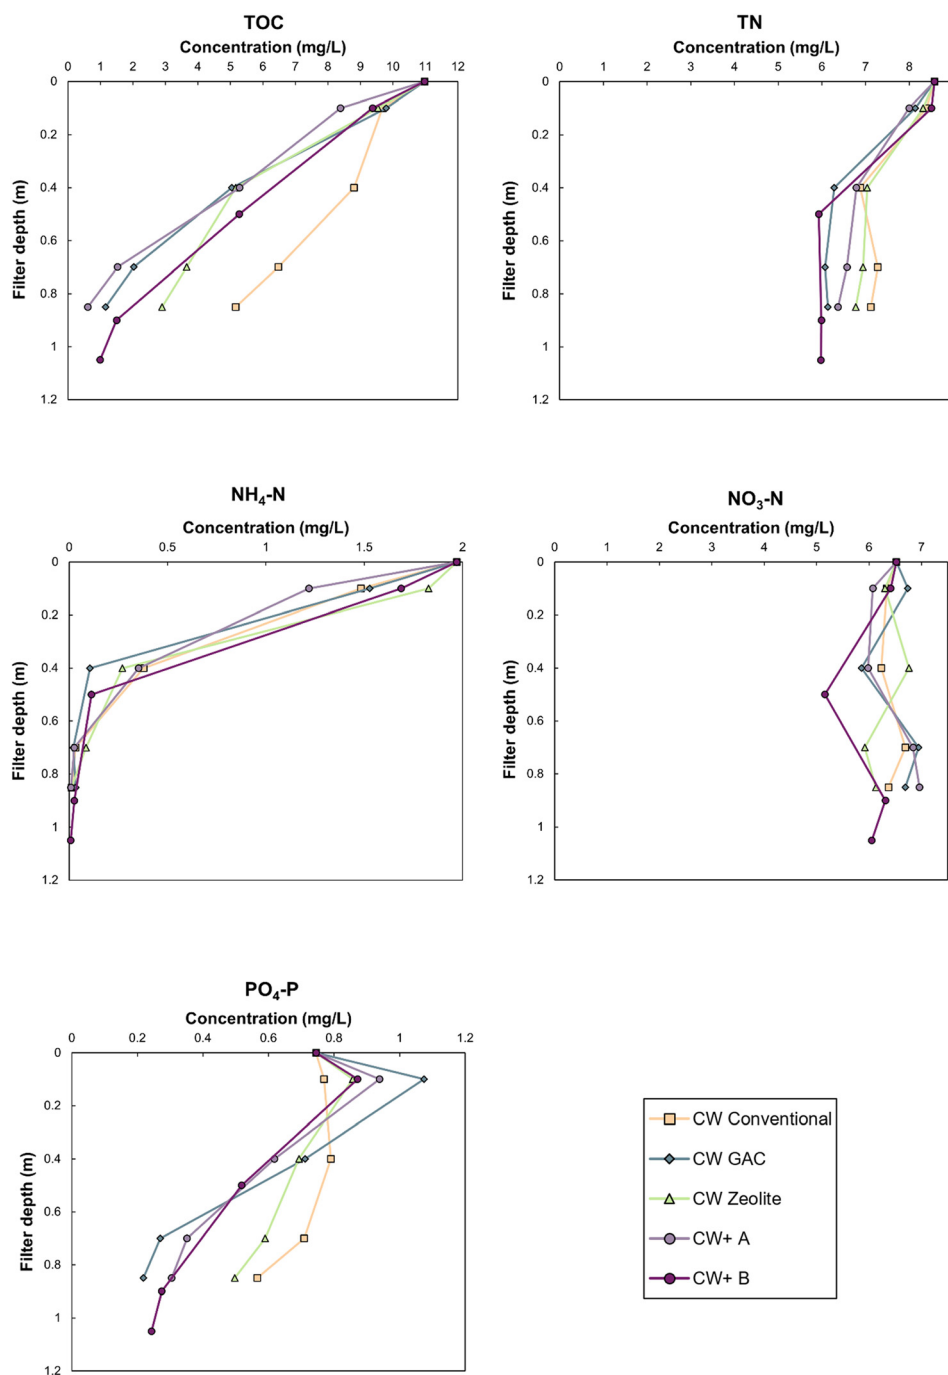 TOC
Concentration (mg/L)
0 1 2 3 4 5 6 7 8 9 10 11 12
0
0.2
0.4
0.6
0.8
1
1.2
Filter depth (m)
TN
Concentration (mg/L)
0 1 2 3 4 5 6 7 8
0
0.2
0.4
0.6
0.8
1
1.2
Filter depth (m)
NH₄-N
Concentration (mg/L)
0 0.5 1 1.5 2
0
0.2
0.4
0.6
0.8
1
1.2
Filter depth (m)
NO₃-N
Concentration (mg/L)
0 1 2 3 4 5 6 7
0
0.2
0.4
0.6
0.8
1
1.2
Filter depth (m)
PO₄-P
Concentration (mg/L)
0 0.2 0.4 0.6 0.8 1 1.2
0
0.2
0.4
0.6
0.8
1
1.2
Filter depth (m)
CW Conventional
CW GAC
CW Zeolite
CW+ A
CW+ B